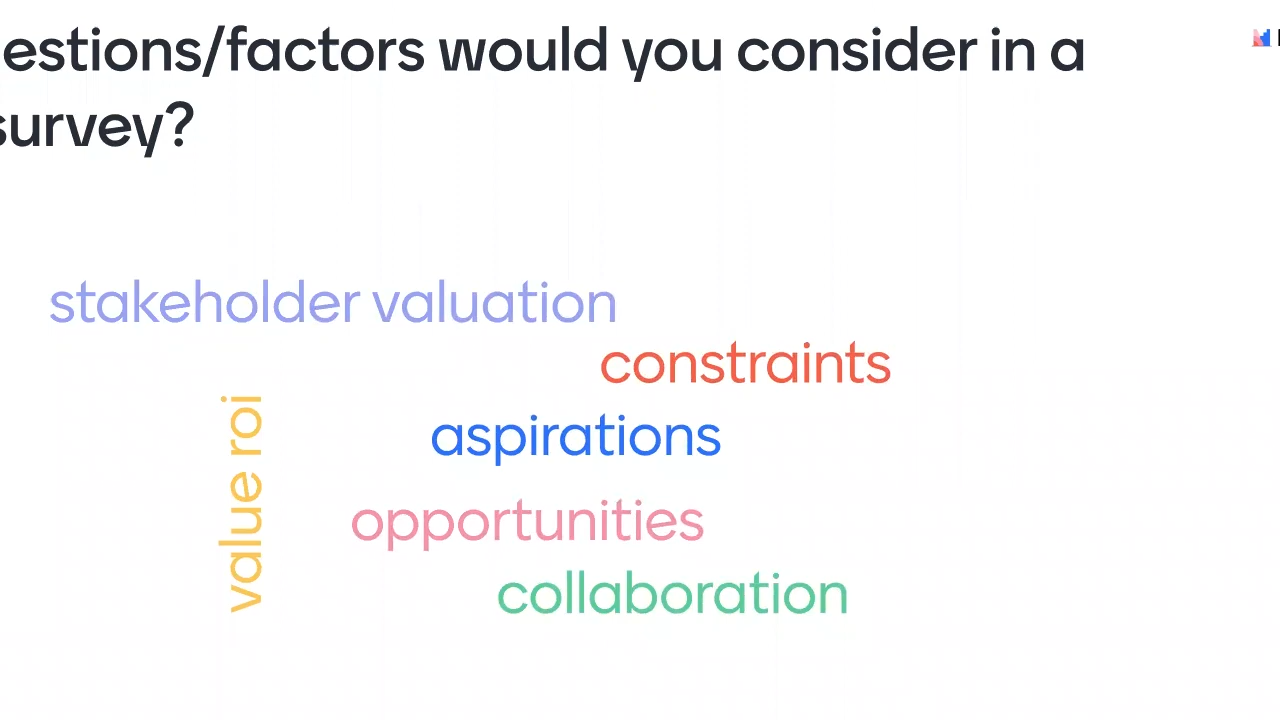 estions/factors would you consider in a
survey?
stakeholder valuation
constraints
value roi
aspirations
opportunities
collaboration